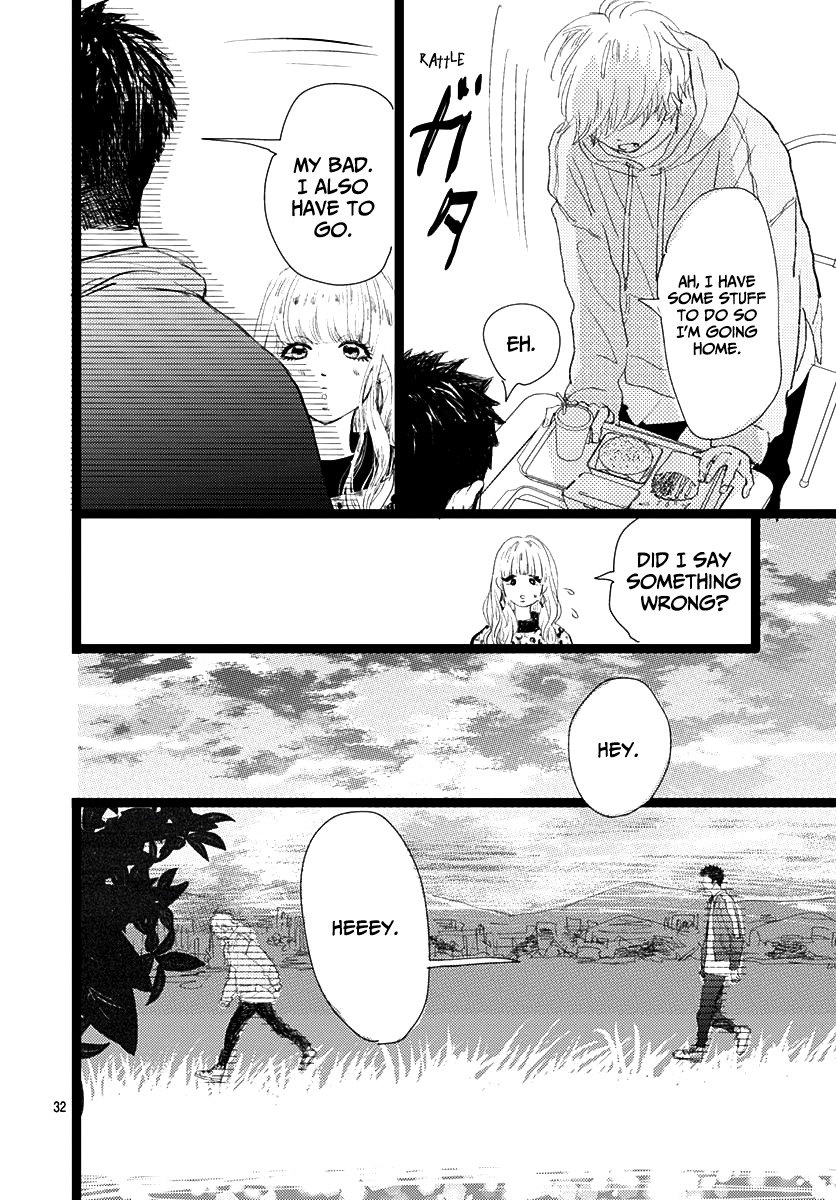 RATTLE
ガタ
AH, I HAVE
SOME STUFF
TO DO SO
I'M GOING
HOME.
EH.
MY BAD.
I ALSO
HAVE TO
GO.
DID I SAY
SOMETHING
WRONG?
HEY.
HEEEY.
32